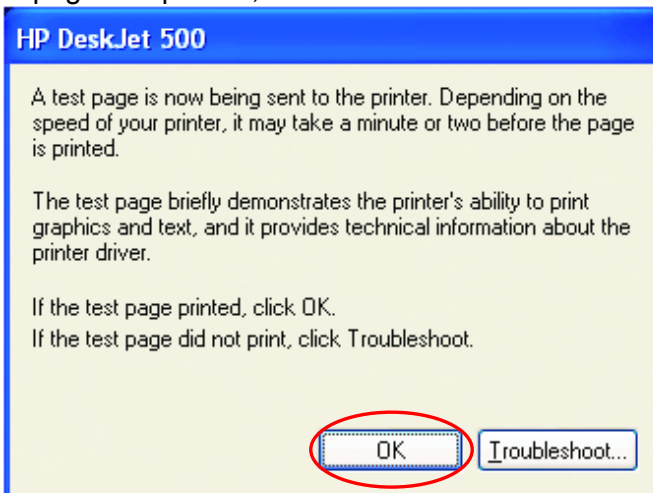 HP DeskJet 500
A test page is now being sent to the printer. Depending on the
speed of your printer, it may take a minute or two before the page
is printed.
The test page briefly demonstrates the printer's ability to print
graphics and text, and it provides technical information about the
printer driver.
If the test page printed, click OK.
If the test page did not print, click Troubleshoot.
OK
Troubleshoot...